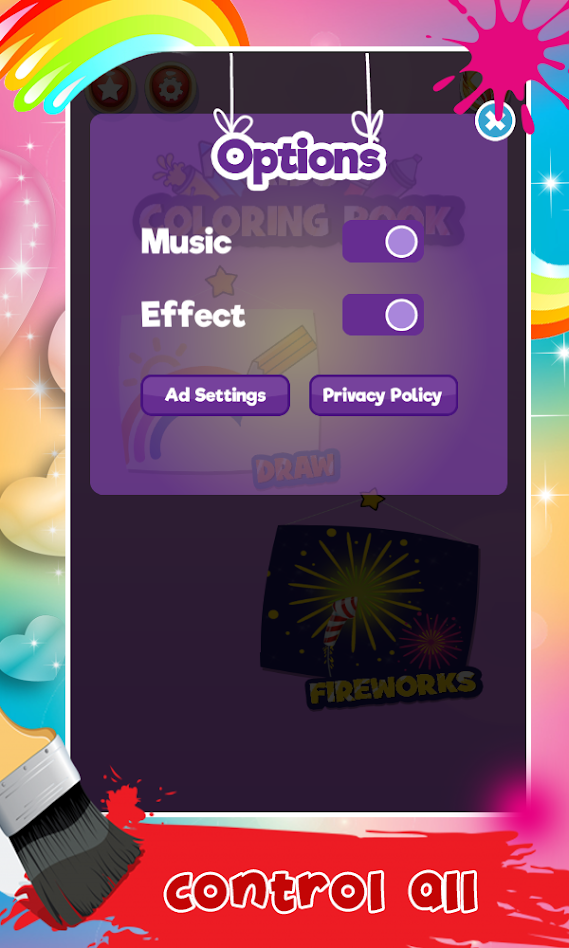 Options
COLORING BOOK
Music
Effect
Ad Settings
Privacy Policy
DRAW
FIREWORKS
control all